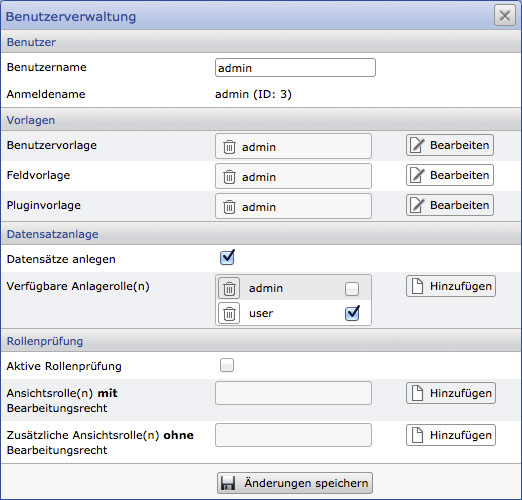 Benutzerverwaltung
Benutzer
Benutzername admin
Anmeldename admin (ID: 3)
Vorlagen
Benutzervorlage admin Bearbeiten
Feldvorlage admin Bearbeiten
Pluginvorlage admin Bearbeiten
Datensatzanlage
Datensätze anlegen
Verfügbare Anlagerolle(n) admin Hinzufügen
user
Rollenprüfung
Aktive Rollenprüfung
Ansichtsrolle(n) mit Hinzufügen
Bearbeitungsrecht
Zusätzliche Ansichtsrolle(n) ohne Hinzufügen
Bearbeitungsrecht
Änderungen speichern